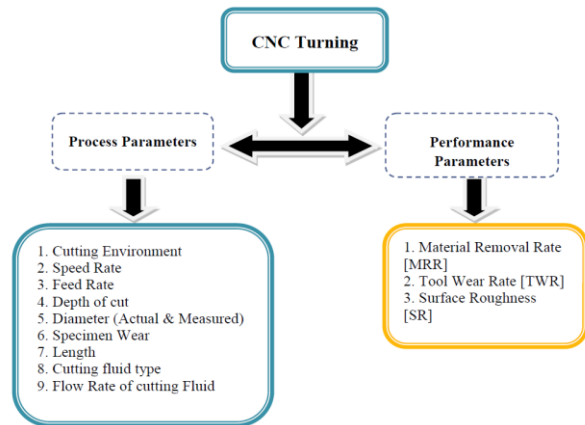 CNC Turning
Process Parameters
Performance
Parameters
1. Cutting Environment
2. Speed Rate
3. Feed Rate
4. Depth of cut
5. Diameter (Actual & Measured)
6. Specimen Wear
7. Length
8. Cutting fluid type
9. Flow Rate of cutting Fluid
1. Material Removal Rate
[MRR]
2. Tool Wear Rate [TWR]
3. Surface Roughness
[SR]